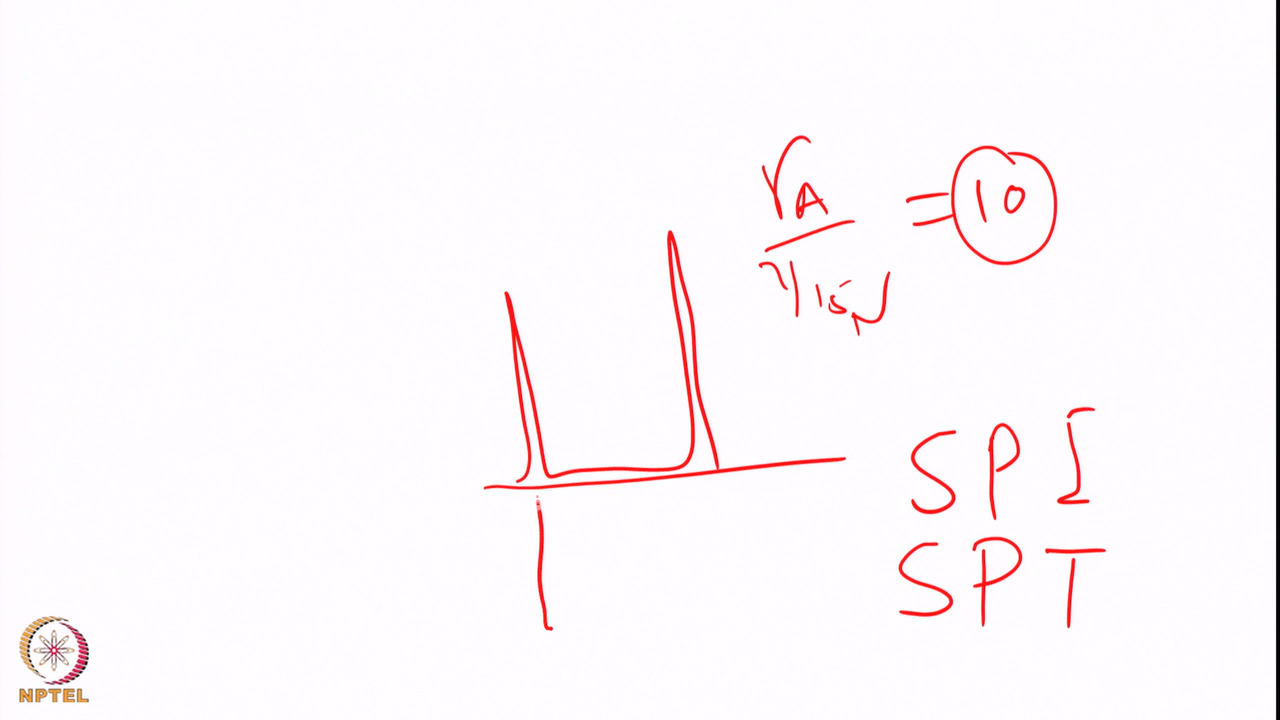 γA / γ15N = 10
SPI
SPT
NPTEL